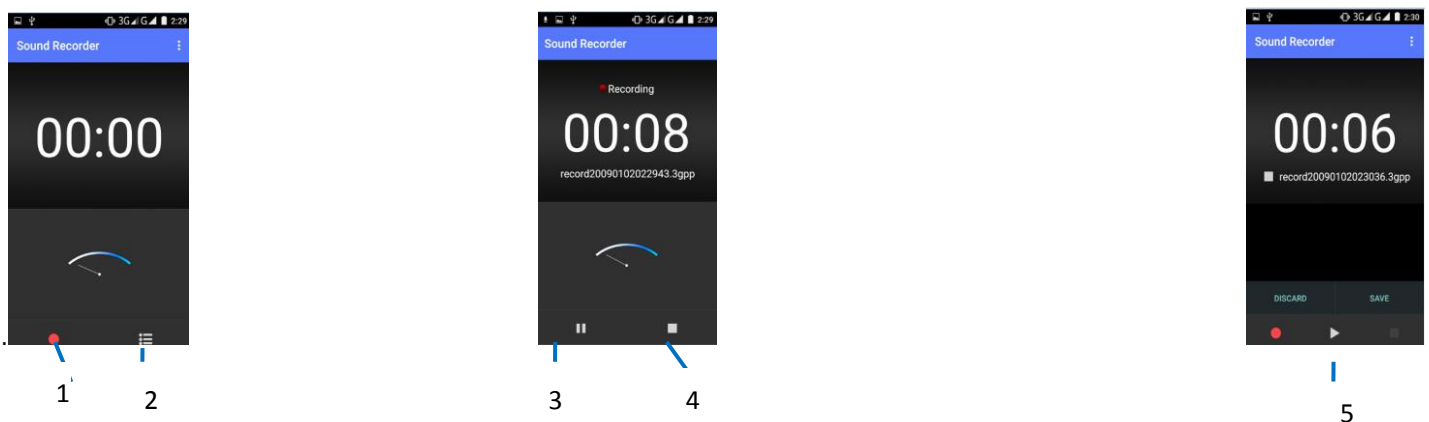 3G G 2:29
Sound Recorder
00:00
1
2
3G G 2:29
Sound Recorder
Recording
00:08
record20090102022943.3gpp
3
4
3G G 2:30
Sound Recorder
00:06
record20090102023036.3gpp
DISCARD SAVE
5